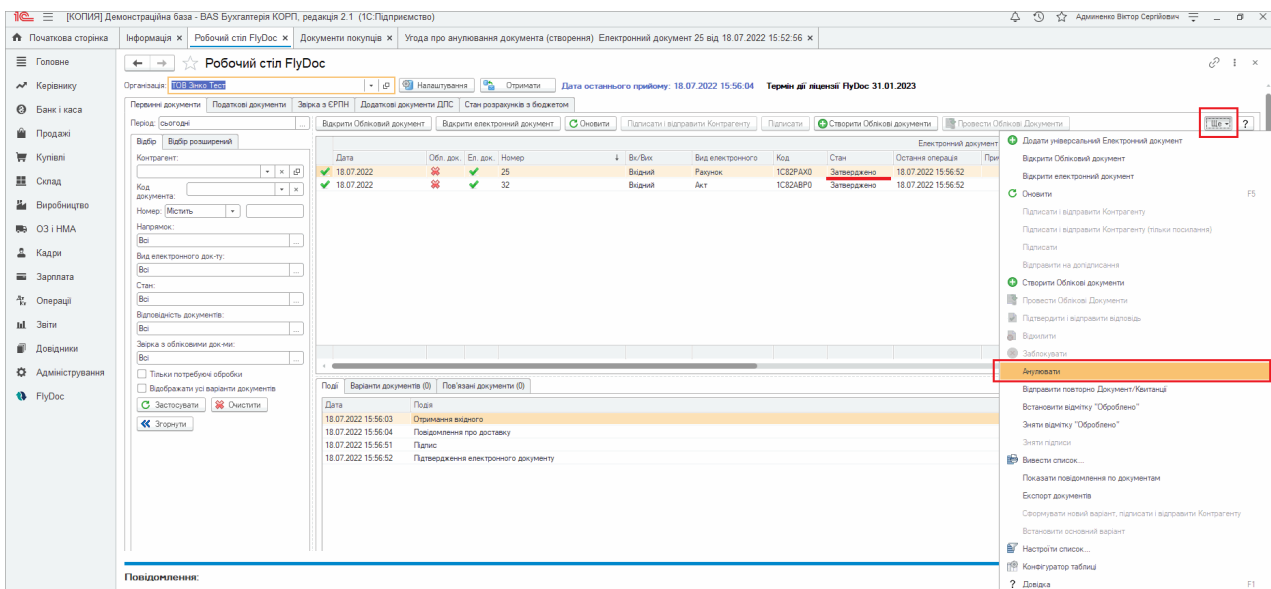 [КОПИЯ] Демонстраційна база - BAS Бухгалтерія КОРП, редакція 2.1 (1С:Підприємство)
Адміненко Віктор Сергійович
Початкова сторінка
Інформація ×
Робочий стіл FlyDoc ×
Документи покупців ×
Угода про анулювання документа (створення) Електронний документ 25 від 18.07.2022 15:52:56 ×
Головне
Керівнику
Банк і каса
Продажі
Купівлі
Склад
Виробництво
ОЗ і НМА
Кадри
Зарплата
Операції
Звіти
Довідники
Адміністрування
FlyDoc
Робочий стіл FlyDoc
Організація: ТОВ Знко Тест
Налаштування
Отримати
Дата останнього прийому: 18.07.2022 15:56:04
Термін дії ліцензії FlyDoc 31.01.2023
Первинні документи
Податкові документи
Звірка з ЄРПН
Додаткові документи ДПС
Стан розрахунків з бюджетом
Період: сьогодні
Відкрити Обліковий документ
Відкрити електронний документ
Оновити
Підписати і відправити Контрагенту
Підписати
Створити Облікові документи
Провести Облікові Документи
Ще
?
Відбір
Відбір розширений
Контрагент:
Код документа:
Номер: Містить
Напрямок:
Всі
Вид електронного док-ту:
Всі
Стан:
Всі
Відповідність документів:
Всі
Звірка з обліковими док-ми:
Всі
Тільки потребуючі обробки
Відображати усі варіанти документів
Застосувати
Очистити
Згорнути
Електронний документ
Дата Обл. док. Ел. док. Номер ↓ Вх/Вих Вид електронного Код Стан Остання операція
18.07.2022 25 Вхідний Рахунок 1C82PAX0 Затверджено 18.07.2022 15:56:52
18.07.2022 32 Вхідний Акт 1C82ABP0 Затверджено 18.07.2022 15:56:52
Події
Варіанти документів (0)
Пов'язані документи (0)
Дата Подія
18.07.2022 15:56:03 Отримання вхідного
18.07.2022 15:56:04 Повідомлення про доставку
18.07.2022 15:56:51 Підпис
18.07.2022 15:56:52 Підтвердження електронного документу
Повідомлення:
Додати універсальний Електронний документ
Відкрити Обліковий документ
Відкрити електронний документ
Оновити F5
Підписати і відправити Контрагенту
Підписати і відправити Контрагенту (тільки посилання)
Підписати
Відправити на допідписання
Створити Облікові документи
Провести Облікові Документи
Підтвердити і відправити відповідь
Відхилити
Заблокувати
Анулювати
Відправити повторно Документ/Квитанції
Встановити відмітку "Оброблено"
Зняти відмітку "Оброблено"
Зняти підписи
Вивести список...
Показати повідомлення по документам
Експорт документів
Сформувати новий варіант, підписати і відправити Контрагенту
Встановити основний варіант
Настроїти список...
Конфігуратор таблиці
Довідка F1